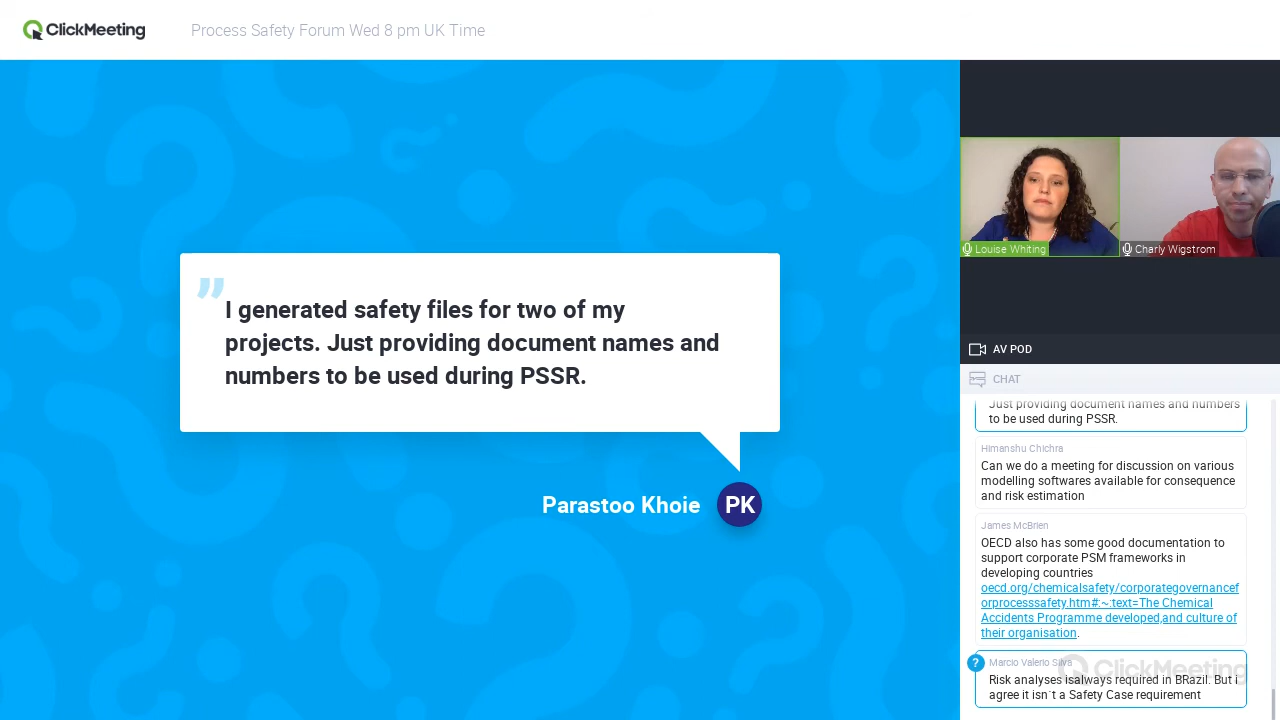 ClickMeeting
Process Safety Forum Wed 8 pm UK Time
I generated safety files for two of my
projects. Just providing document names and
numbers to be used during PSSR.
Parastoo Khoie
PK
Louise Whiting
Charly Wigstrom
AV POD
CHAT
Just providing document names and numbers
to be used during PSSR.
Himanshu Chichra
Can we do a meeting for discussion on various
modelling softwares available for consequence
and risk estimation
James McBrien
OECD also has some good documentation to
support corporate PSM frameworks in
developing countries
oecd.org/chemicalsafety/corporategovernancef
orprocesssafety.htm#:~:text=The Chemical
Accidents Programme developed,and culture of
their organisation.
?
Marcio Valerio Silva
ClickMeeting
Risk analyses isalways required in BRazil. But i
agree it isn`t a Safety Case requirement